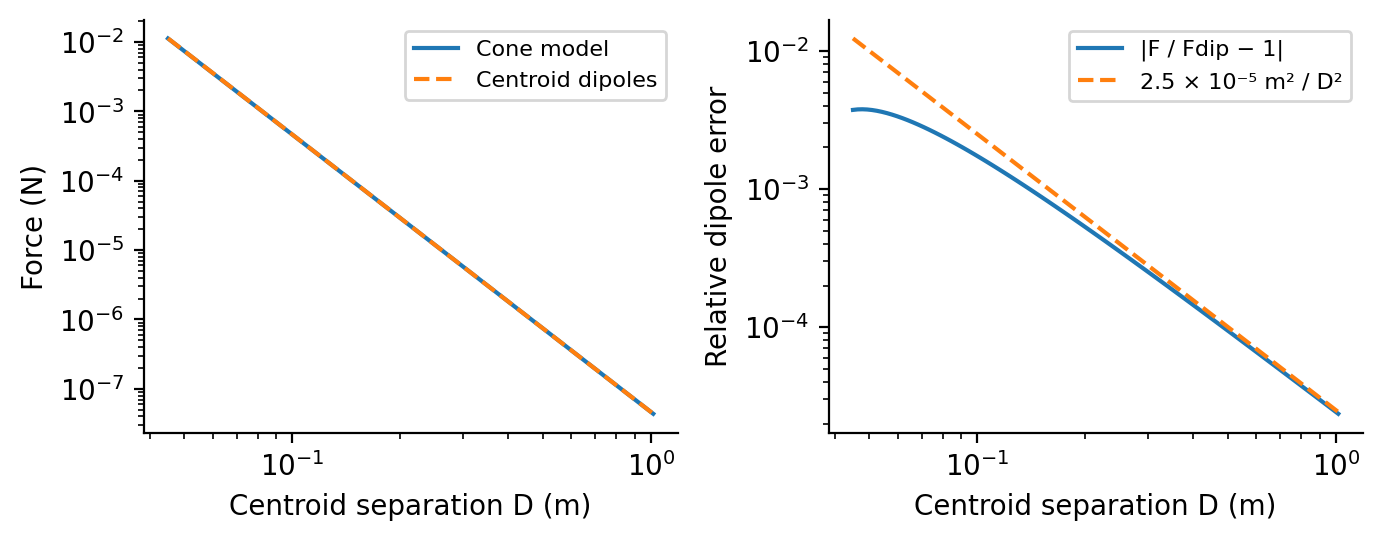 10⁻²
10⁻³
10⁻⁴
10⁻⁵
10⁻⁶
10⁻⁷
Force (N)
Cone model
Centroid dipoles
10⁻¹
10⁰
Centroid separation D (m)
10⁻²
10⁻³
10⁻⁴
Relative dipole error
|F / Fdip − 1|
2.5 × 10⁻⁵ m² / D²
10⁻¹
10⁰
Centroid separation D (m)